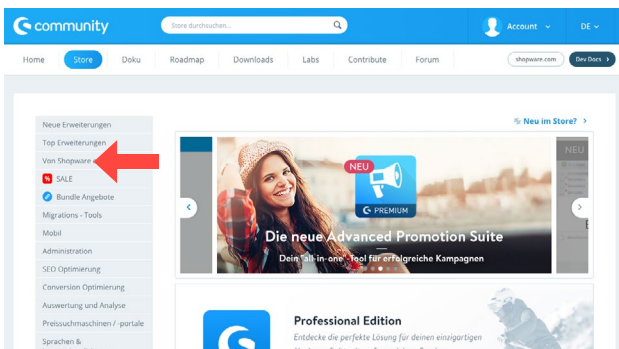 community
Store durchsuchen...
Account
DE
Home
Store
Doku
Roadmap
Downloads
Labs
Contribute
Forum
shopware.com
Dev Docs
Neu im Store?
Neue Erweiterungen
Top Erweiterungen
Von Shopware
% SALE
Bundle Angebote
Migrations - Tools
Mobil
Administration
SEO Optimierung
Conversion Optimierung
Auswertung und Analyse
Preissuchmaschinen / -portale
Sprachen &
NEU
PREMIUM
Die neue Advanced Promotion Suite
Dein "all-in-one"-Tool für erfolgreiche Kampagnen
NEU
Professional Edition
Entdecke die perfekte Lösung für deinen einzigartigen